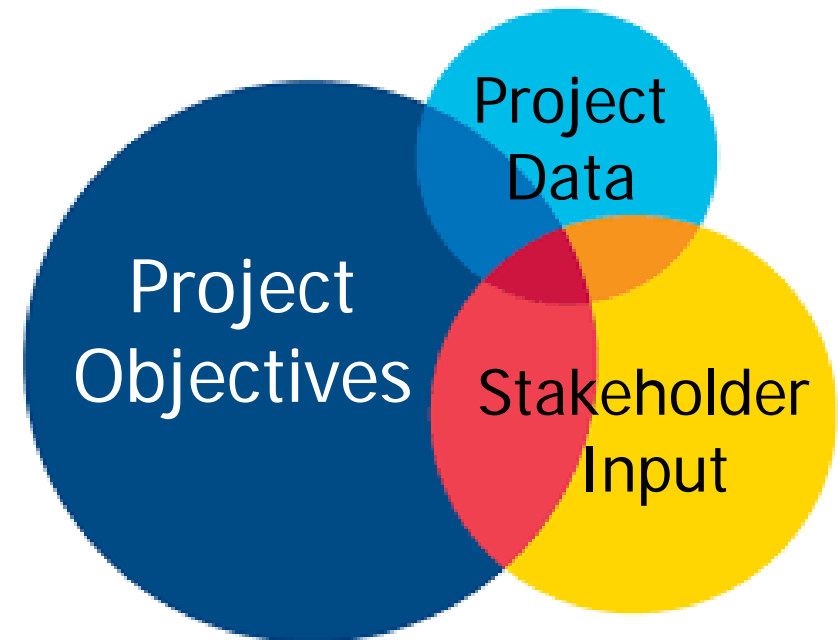 Project
Data
Project
Objectives
Stakeholder
Input